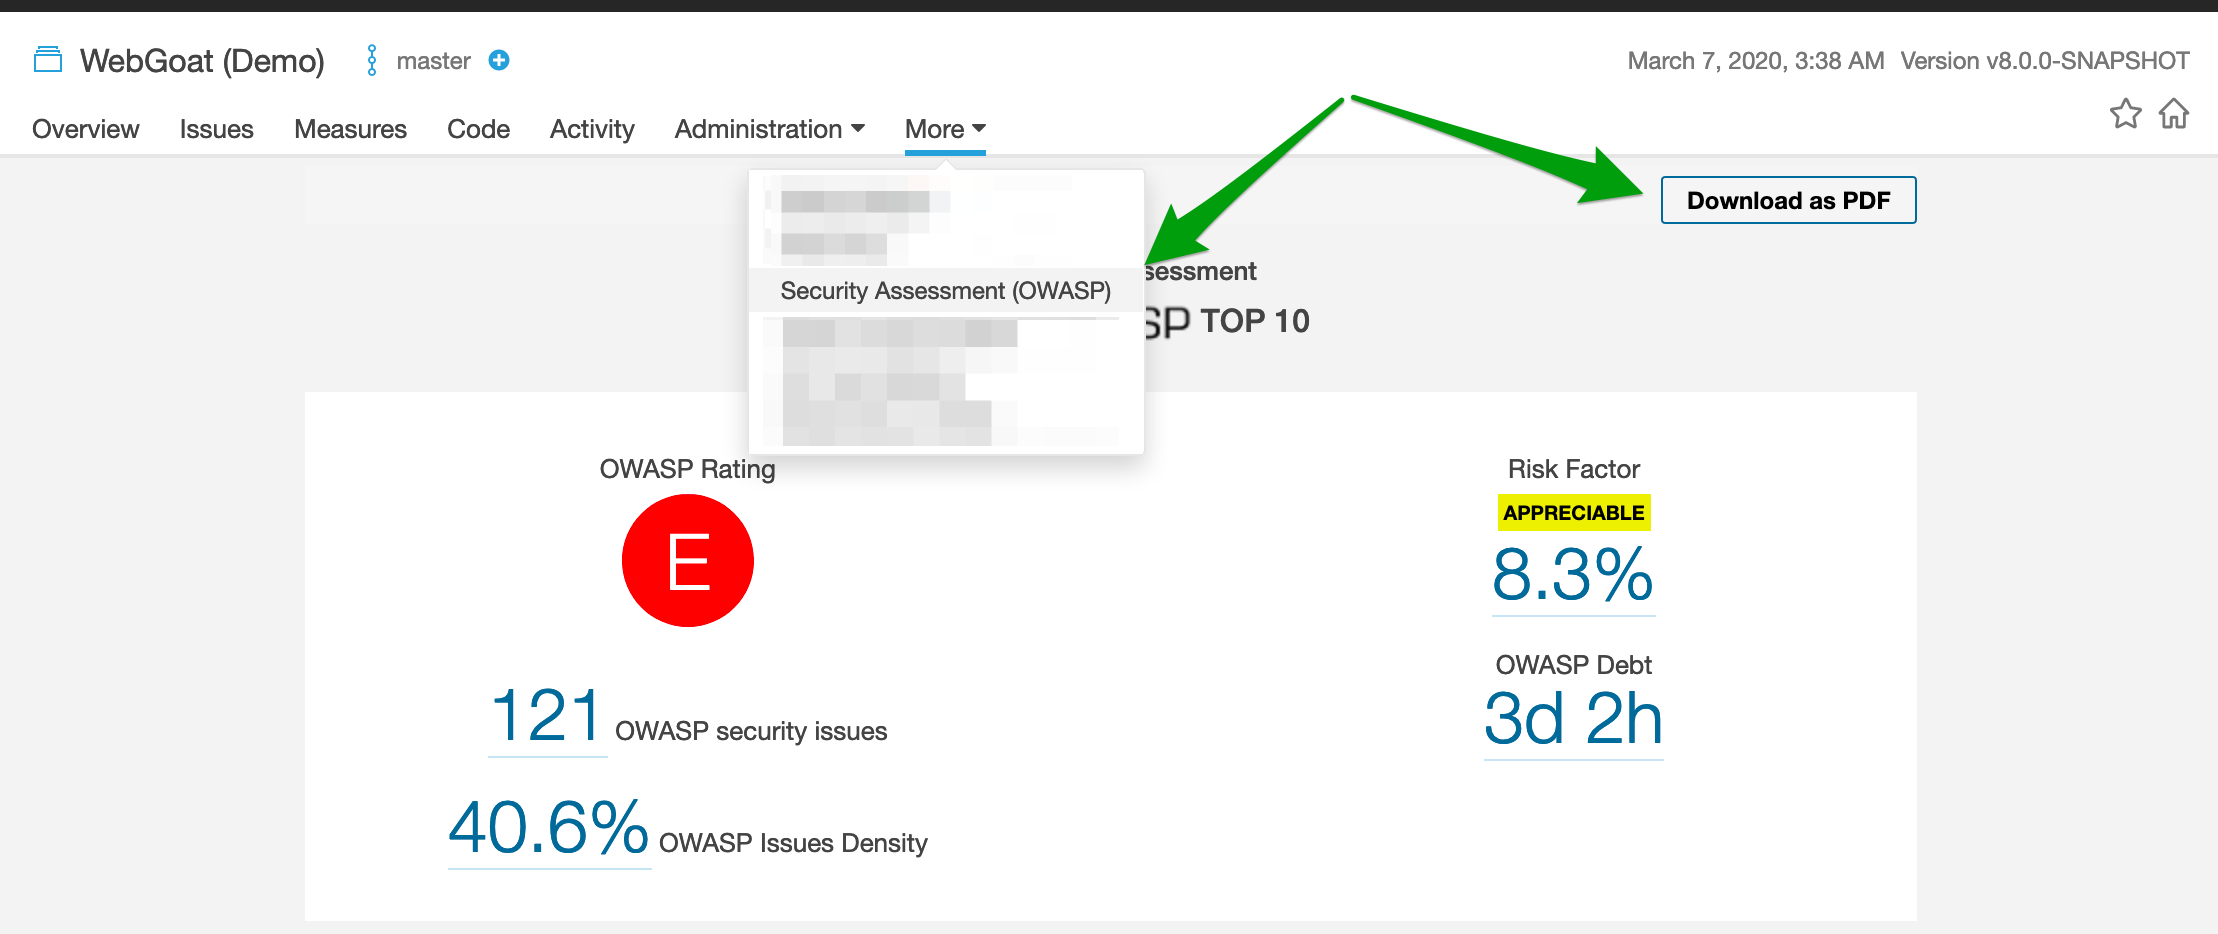 WebGoat (Demo) master March 7, 2020, 3:38 AM Version v8.0.0-SNAPSHOT
Overview Issues Measures Code Activity Administration More
Download as PDF
sessment
Security Assessment (OWASP)
SP TOP 10
OWASP Rating
E
Risk Factor
APPRECIABLE
8.3%
OWASP Debt
3d 2h
121 OWASP security issues
40.6% OWASP Issues Density